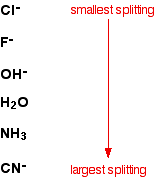 Cl⁻ smallest splitting
F⁻
OH⁻
H₂O
NH₃
CN⁻ largest splitting